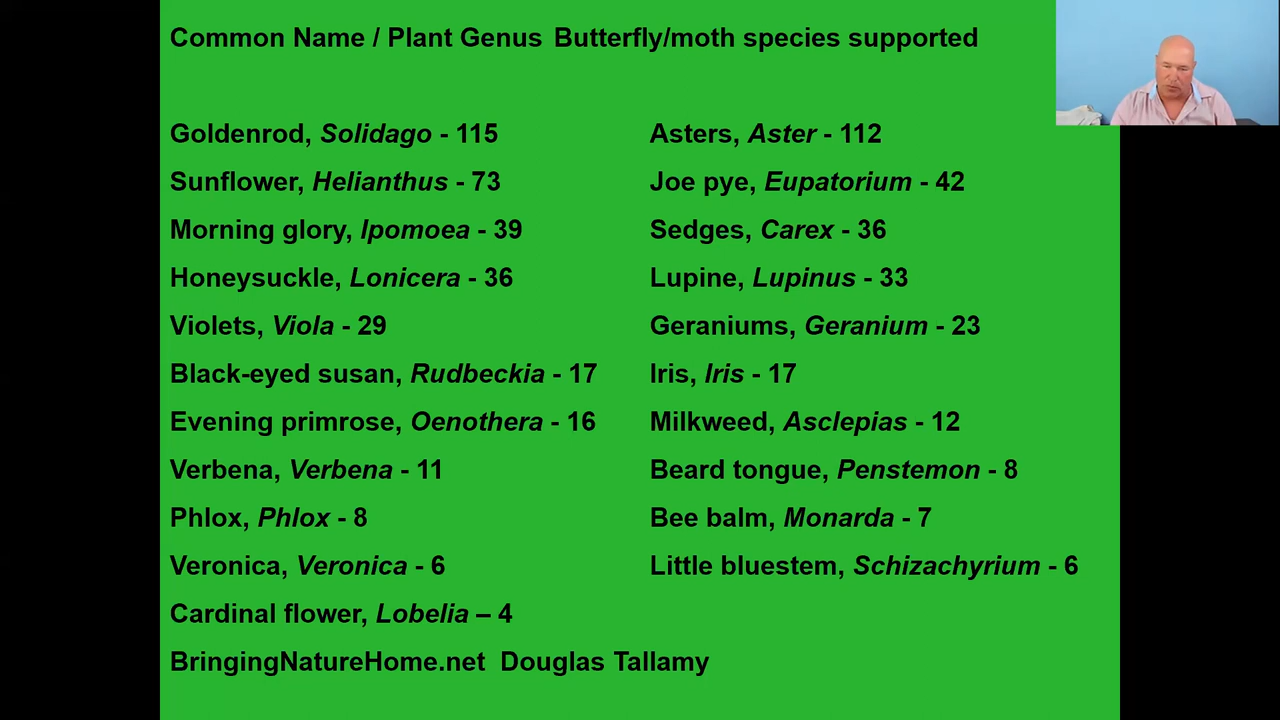 Common Name / Plant Genus Butterfly/moth species supported
Goldenrod, Solidago - 115 Asters, Aster - 112
Sunflower, Helianthus - 73 Joe pye, Eupatorium - 42
Morning glory, Ipomoea - 39 Sedges, Carex - 36
Honeysuckle, Lonicera - 36 Lupine, Lupinus - 33
Violets, Viola - 29 Geraniums, Geranium - 23
Black-eyed susan, Rudbeckia - 17 Iris, Iris - 17
Evening primrose, Oenothera - 16 Milkweed, Asclepias - 12
Verbena, Verbena - 11 Beard tongue, Penstemon - 8
Phlox, Phlox - 8 Bee balm, Monarda - 7
Veronica, Veronica - 6 Little bluestem, Schizachyrium - 6
Cardinal flower, Lobelia – 4
BringingNatureHome.net Douglas Tallamy